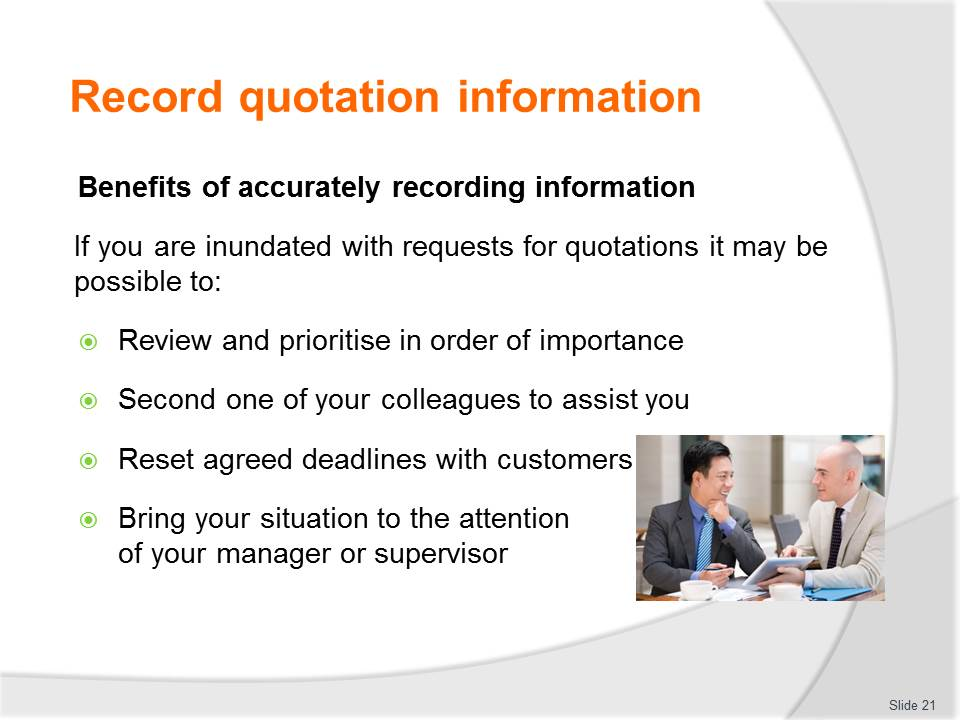 Record quotation information
Benefits of accurately recording information
If you are inundated with requests for quotations it may be
possible to:
Review and prioritise in order of importance
Second one of your colleagues to assist you
Reset agreed deadlines with customers
Bring your situation to the attention
of your manager or supervisor
Slide 21